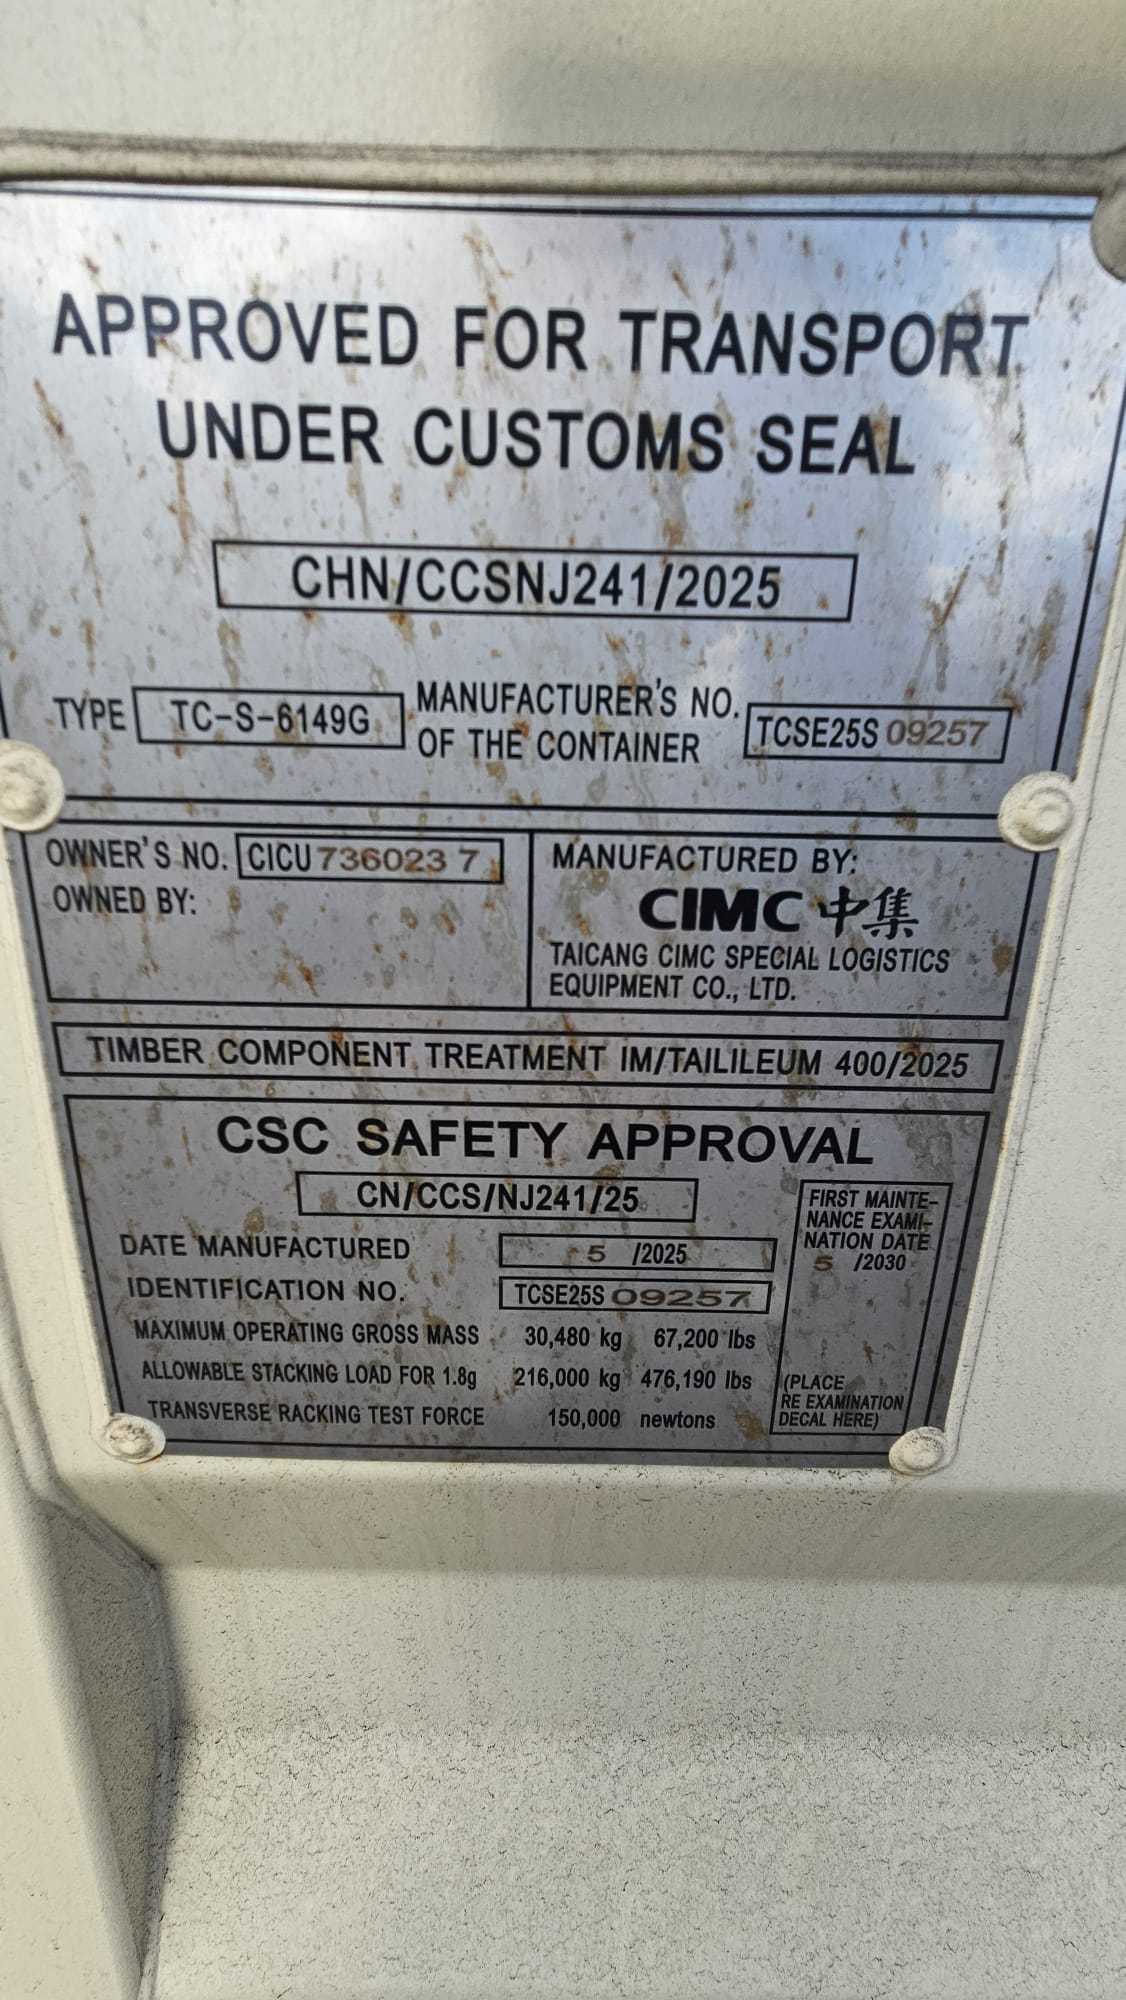 APPROVED FOR TRANSPORT
UNDER CUSTOMS SEAL
CHN/CCSNJ241/2025
TYPE TC-S-6149G MANUFACTURER'S NO. OF THE CONTAINER TCSE25S 09257
OWNER'S NO. CICU 736023 7
OWNED BY:
MANUFACTURED BY:
CIMC 中集
TAICANG CIMC SPECIAL LOGISTICS
EQUIPMENT CO., LTD.
TIMBER COMPONENT TREATMENT IM/TAILILEUM 400/2025
CSC SAFETY APPROVAL
CN/CCS/NJ241/25
DATE MANUFACTURED 5 /2025
IDENTIFICATION NO. TCSE25S 09257
MAXIMUM OPERATING GROSS MASS 30,480 kg 67,200 lbs
ALLOWABLE STACKING LOAD FOR 1.8g 216,000 kg 476,190 lbs
TRANSVERSE RACKING TEST FORCE 150,000 newtons
FIRST MAINTE-
NANCE EXAMI-
NATION DATE
5 /2030
(PLACE
RE EXAMINATION
DECAL HERE)